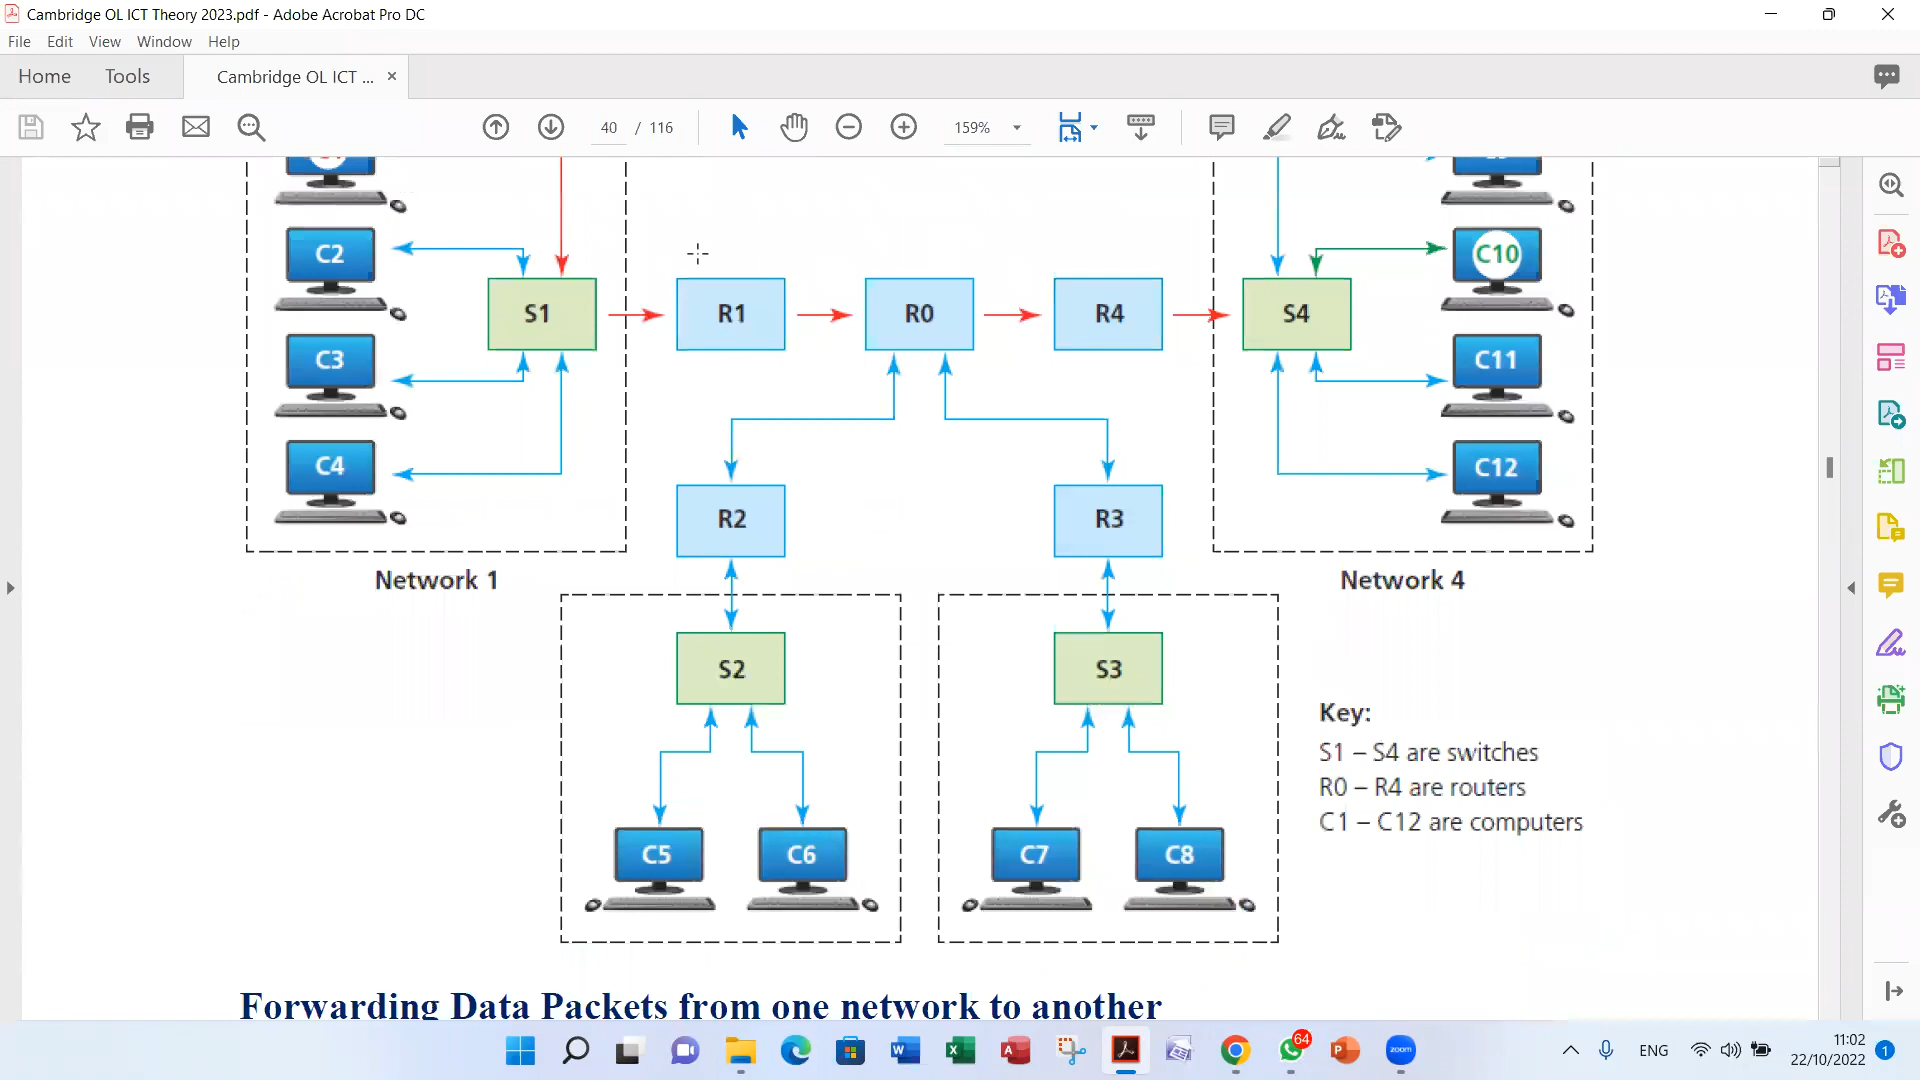 Cambridge OL ICT Theory 2023.pdf - Adobe Acrobat Pro DC
File Edit View Window Help
Home Tools Cambridge OL ICT ... ×
40 / 116 159%
C2 C10
S1 R1 R0 R4 S4
C3 C11
C4 C12
R2 R3
Network 1 Network 4
S2 S3
Key:
S1 – S4 are switches
R0 – R4 are routers
C1 – C12 are computers
C5 C6 C7 C8
Forwarding Data Packets from one network to another
64
zoom
ENG
11:02
22/10/2022
1